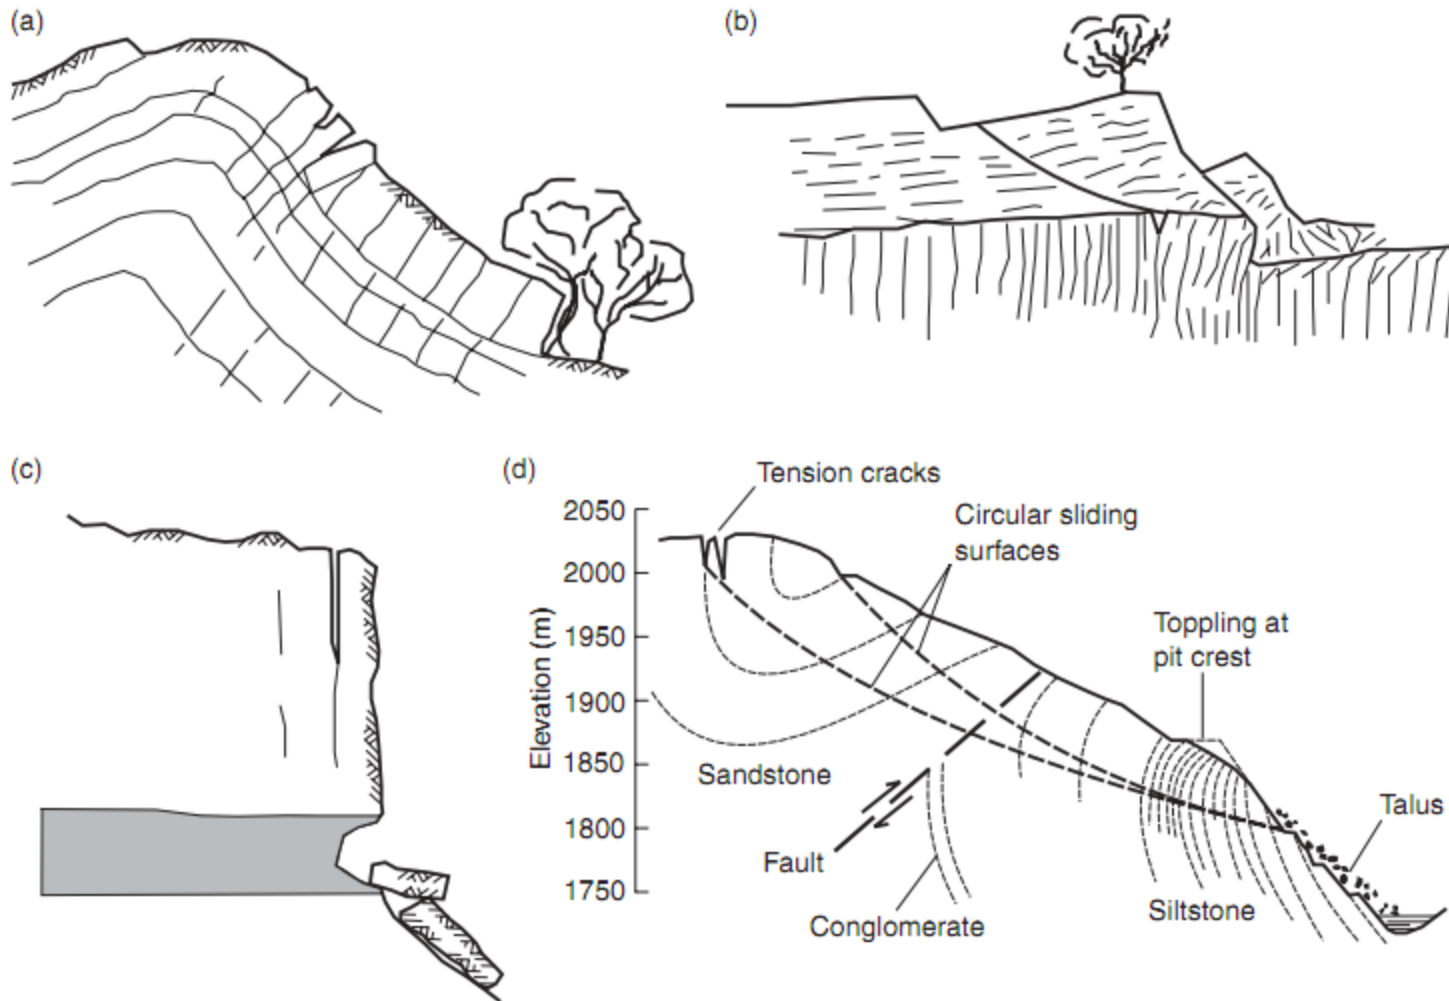 (a)
(b)
(c)
(d)
Tension cracks
Circular sliding
surfaces
2050
2000
1950
1900
1850
1800
1750
Elevation (m)
Toppling at
pit crest
Sandstone
Fault
Conglomerate
Siltstone
Talus